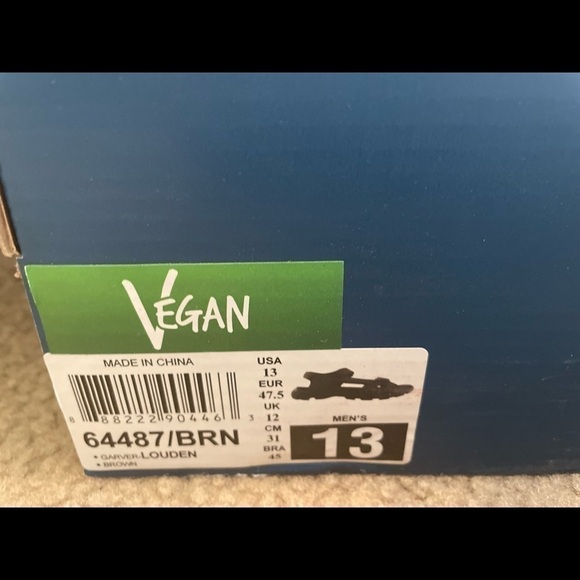 VEGAN
MADE IN CHINA
8 88222 90446 3
64487/BRN
• GARVER-LOUDEN
• BROWN
USA
13
EUR
47.5
UK
12
CM
31
BRA
45
MEN'S
13